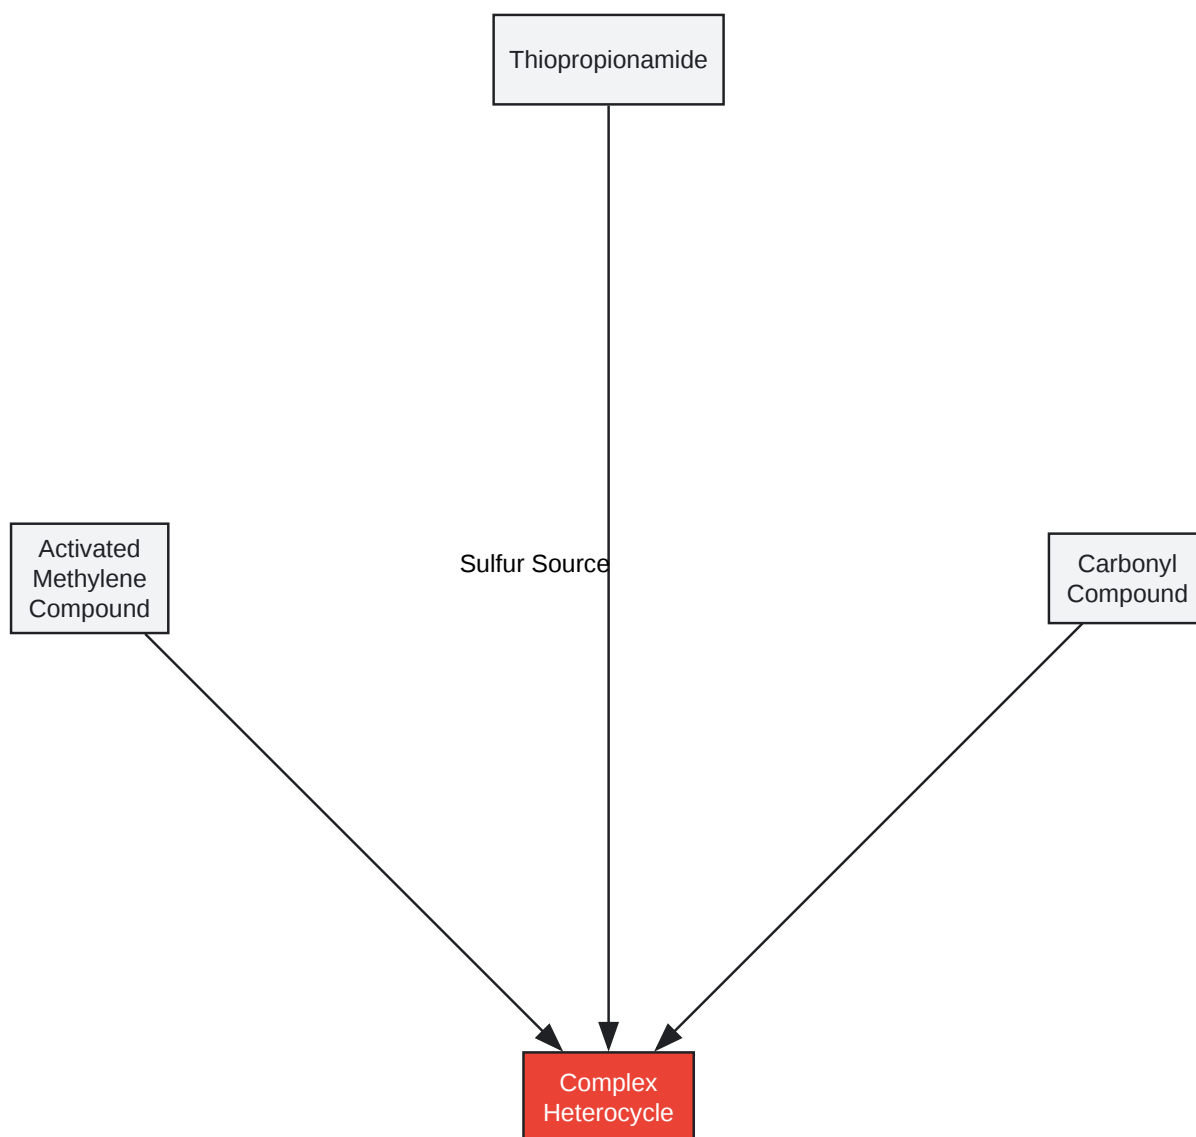 Thiopropionamide
Activated
Methylene
Compound
Sulfur Source
Carbonyl
Compound
Complex
Heterocycle